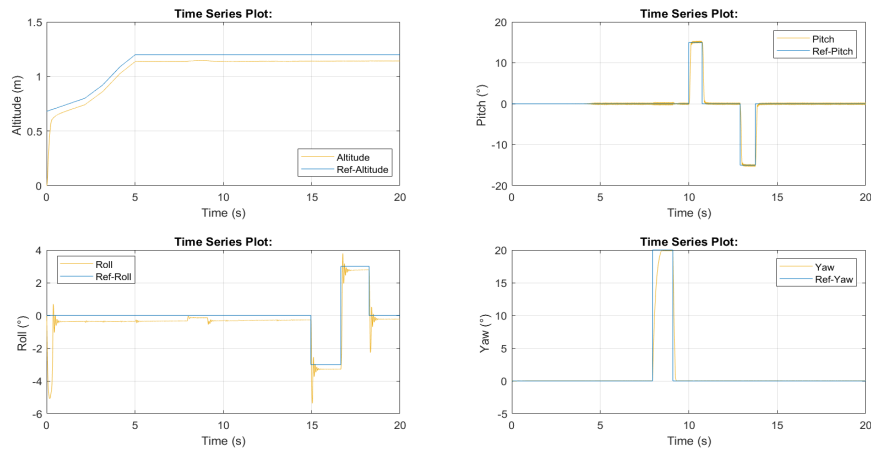 Time Series Plot:
1.5
1
0.5
0
Altitude (m)
Altitude
Ref-Altitude
0 5 10 15 20
Time (s)
Time Series Plot:
20
10
0
-10
-20
Pitch (°)
Pitch
Ref-Pitch
0 5 10 15 20
Time (s)
Time Series Plot:
4
2
0
-2
-4
-6
Roll (°)
Roll
Ref-Roll
0 5 10 15 20
Time (s)
Time Series Plot:
20
15
10
5
0
-5
Yaw (°)
Yaw
Ref-Yaw
0 5 10 15 20
Time (s)